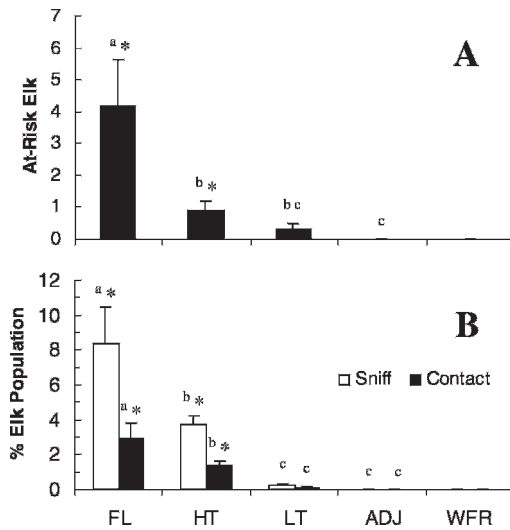 A
At-Risk Elk
7
6
5
4
3
2
1
0
a *
b *
b c
c
B
% Elk Population
12
10
8
6
4
2
0
a *
a *
b *
b *
c c
c c
Sniff Contact
FL HT LT ADJ WFR